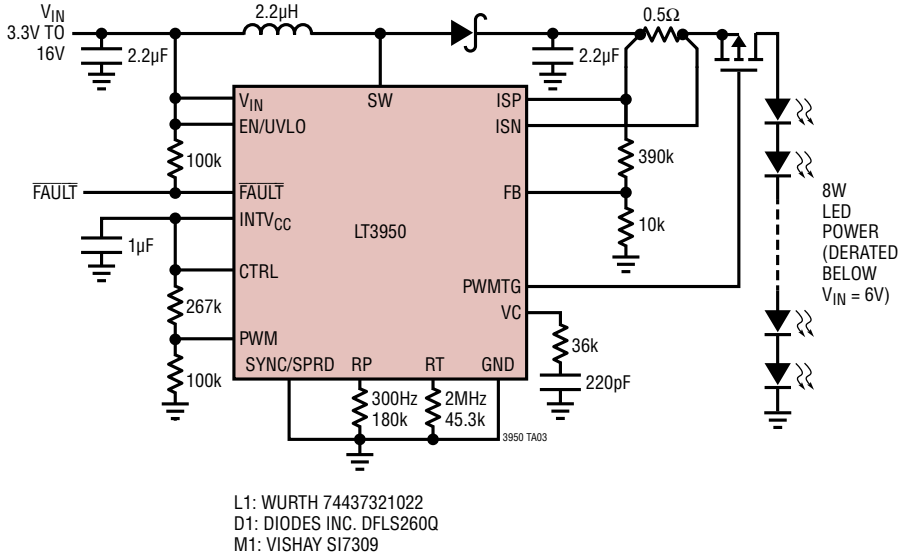 VIN
3.3V TO
16V
2.2µF
2.2µH
2.2µF
0.5Ω
VIN
SW
ISP
EN/UVLO
ISN
100k
390k
FAULT
FAULT
FB
INTVCC
LT3950
10k
1µF
CTRL
267k
PWMTG
VC
PWM
36k
100k
SYNC/SPRD
RP
RT
GND
220pF
300Hz
180k
2MHz
45.3k
3950 TA03
8W
LED
POWER
(DERATED
BELOW
VIN = 6V)
L1: WURTH 74437321022
D1: DIODES INC. DFLS260Q
M1: VISHAY SI7309